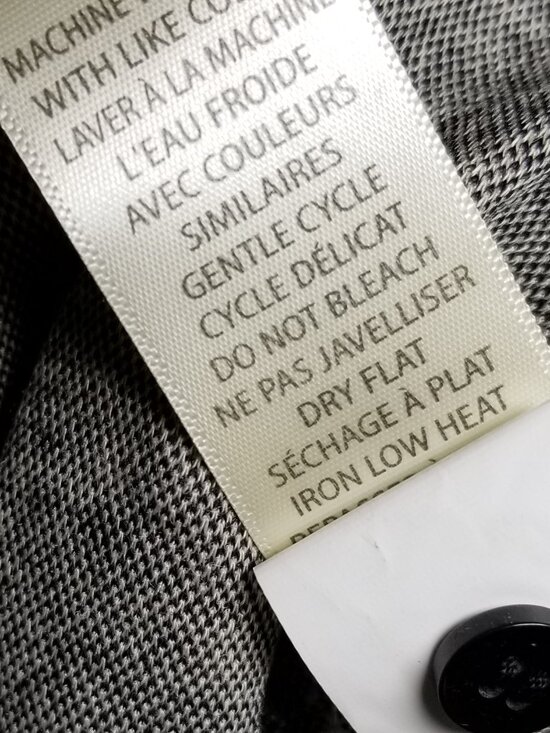 MACHINE
WITH LIKE
LAVER À LA MACHINE
L'EAU FROIDE
AVEC COULEURS
SIMILAIRES
GENTLE CYCLE
CYCLE DÉLICAT
DO NOT BLEACH
NE PAS JAVELLISER
DRY FLAT
SÉCHAGE À PLAT
IRON LOW HEAT